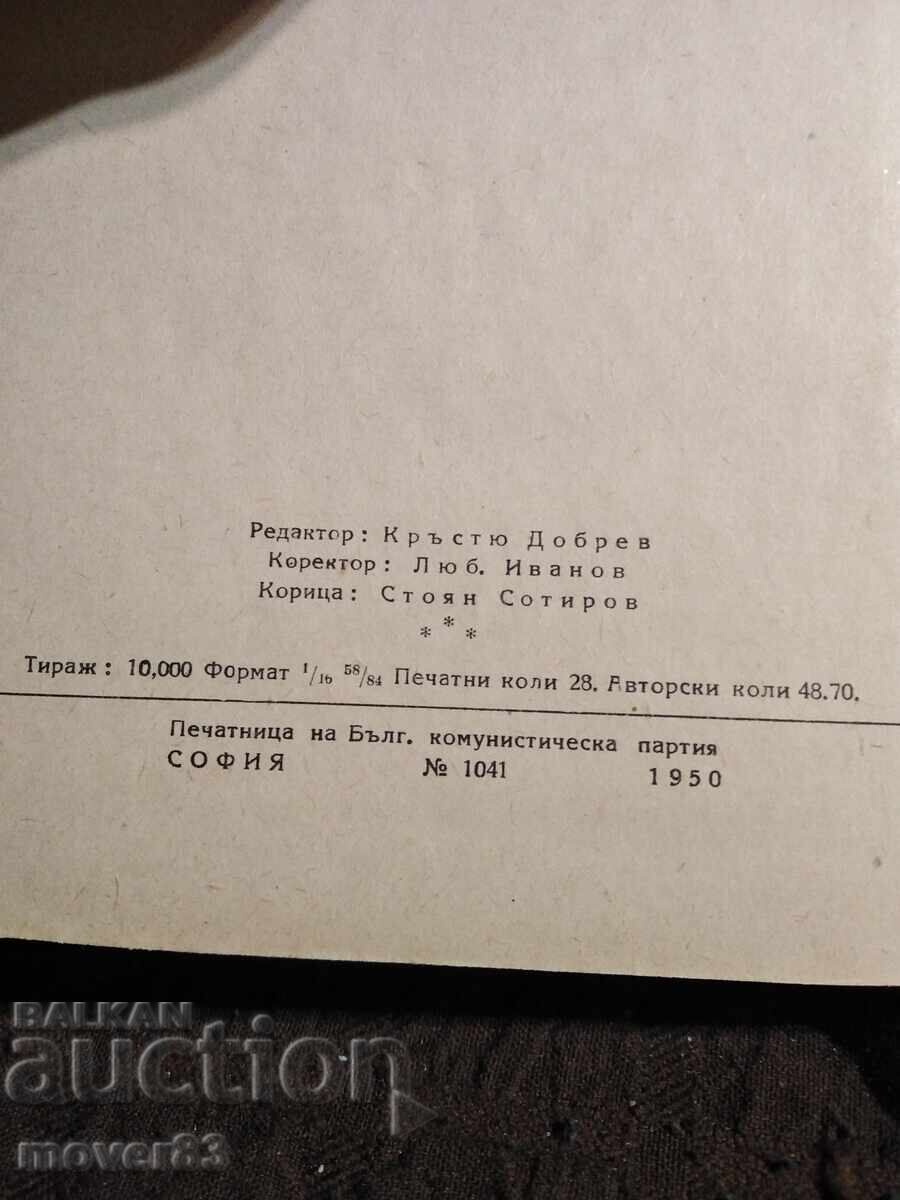 Редактор: Кръстю Добрев
Коректор: Люб. Иванов
Корица: Стоян Сотиров
* * *
Тираж: 10,000 Формат 1/16 58/84 Печатни коли 28. Авторски коли 48.70.
Печатница на Бълг. комунистическа партия
СОФИЯ № 1041 1950
BALKAN
auction
mover83